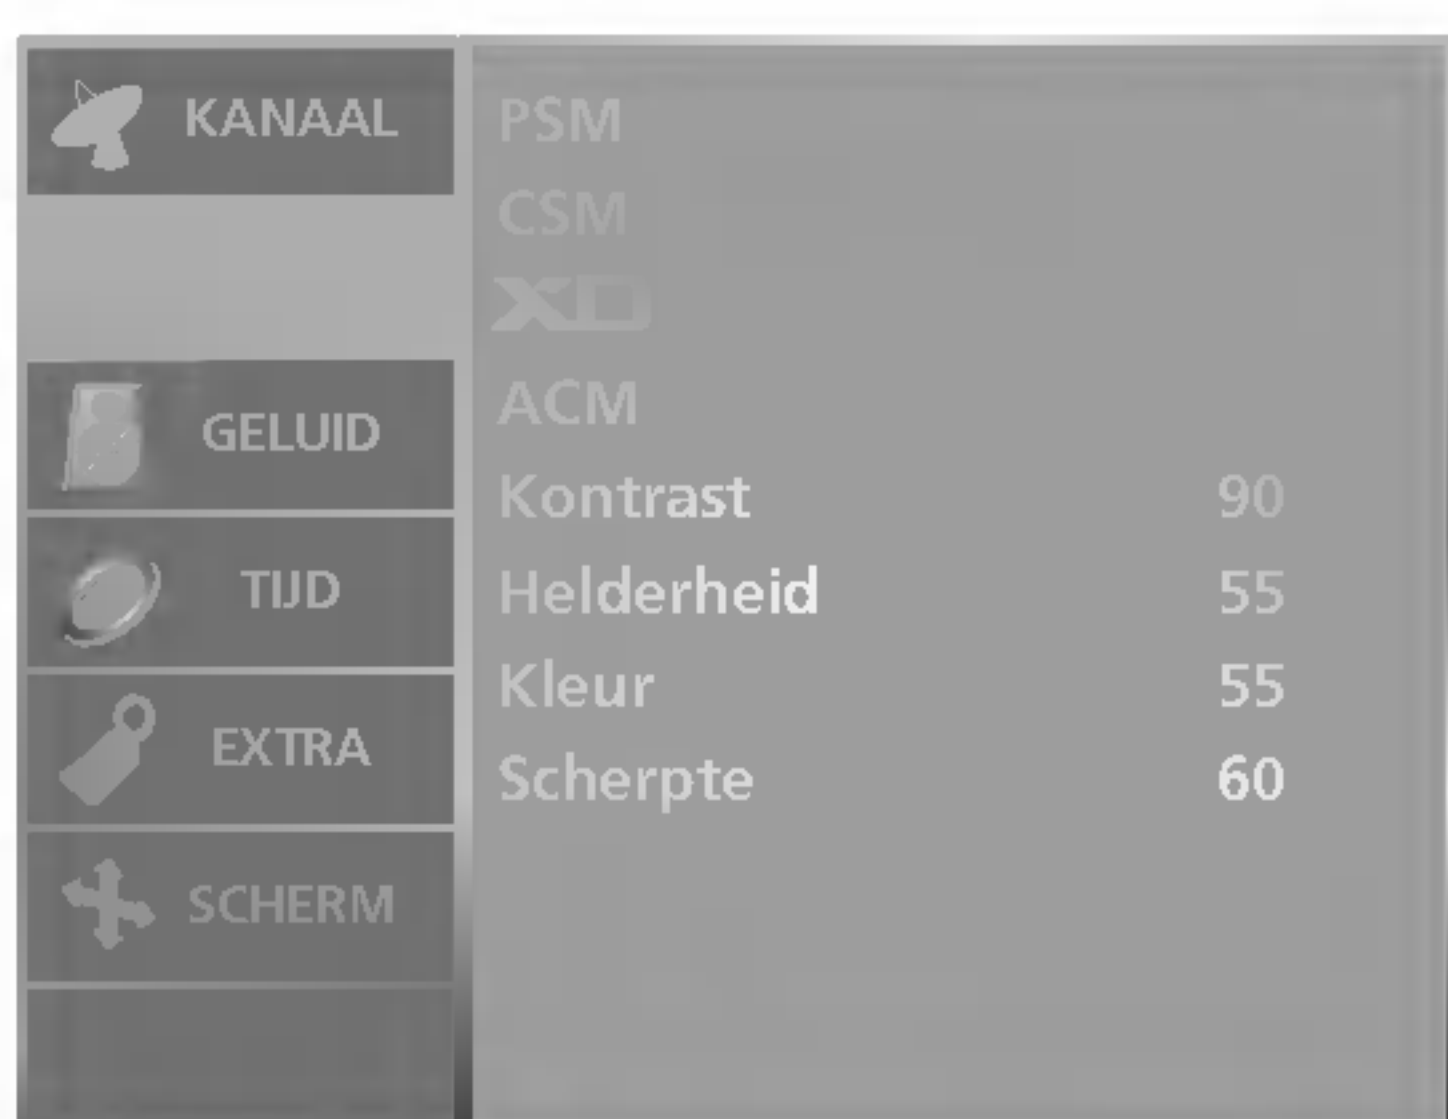 KANAAL
GELUID
TIJD
EXTRA
SCHERM
PSM
CSM
XD
ACM
Kontrast 90
Helderheid 55
Kleur 55
Scherpte 60